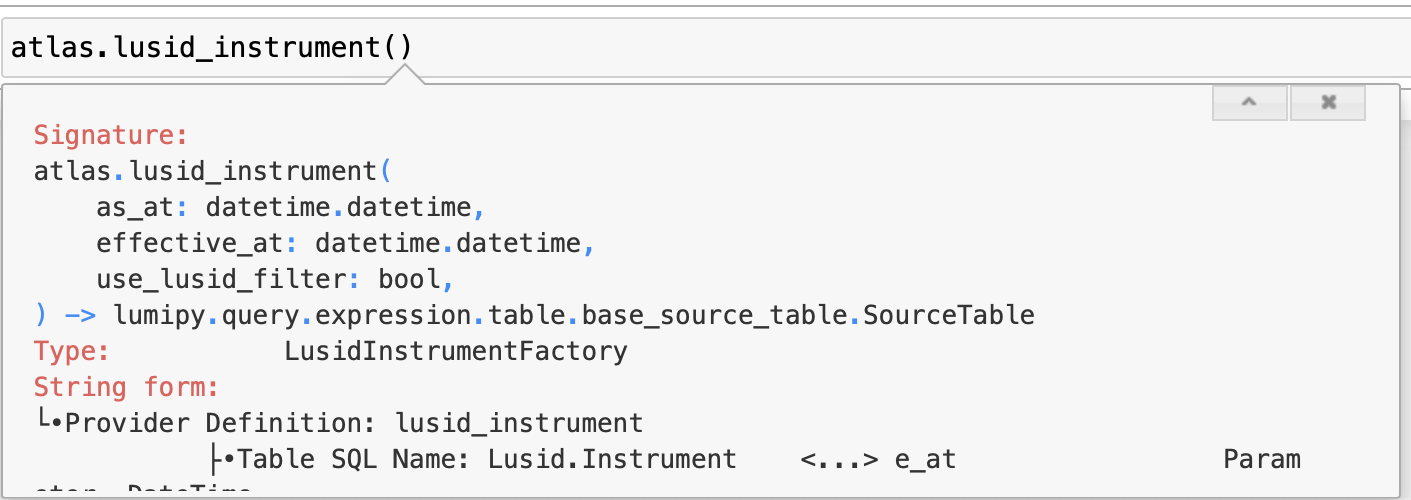 atlas.lusid_instrument()
Signature:
atlas.lusid_instrument(
    as_at: datetime.datetime,
    effective_at: datetime.datetime,
    use_lusid_filter: bool,
) -> lumipy.query.expression.table.base_source_table.SourceTable
Type:           LusidInstrumentFactory
String form:
└•Provider Definition: lusid_instrument
           ├•Table SQL Name: Lusid.Instrument    <...> e_at                 Param